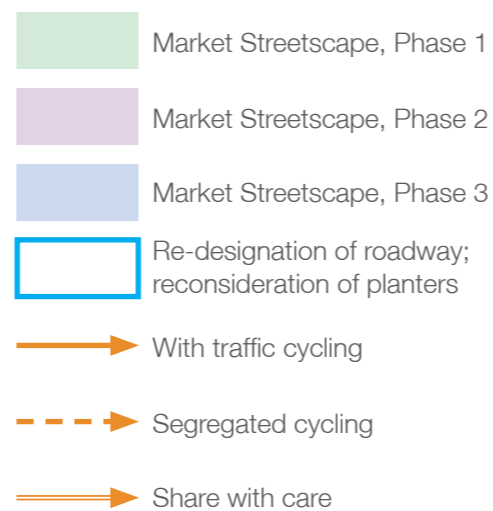 Market Streetscape, Phase 1
Market Streetscape, Phase 2
Market Streetscape, Phase 3
Re-designation of roadway;
reconsideration of planters
With traffic cycling
Segregated cycling
Share with care